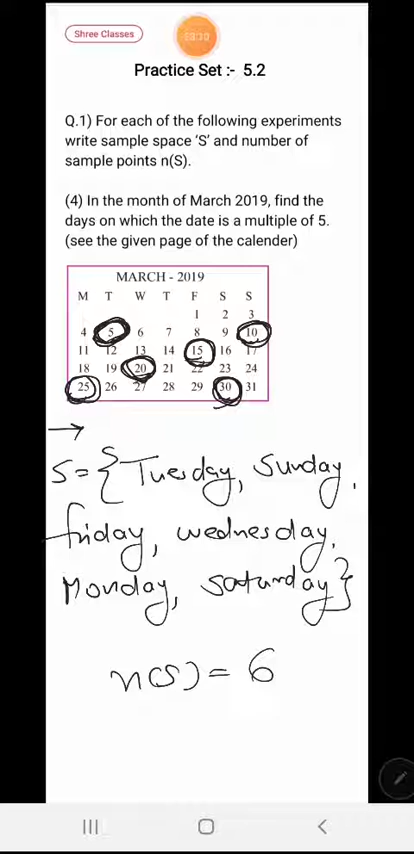 Shree Classes
Practice Set :- 5.2
Q.1) For each of the following experiments
write sample space 'S' and number of
sample points n(S).
(4) In the month of March 2019, find the
days on which the date is a multiple of 5.
(see the given page of the calender)
MARCH - 2019
M T W T F S S
1 2 3
4 5 6 7 8 9 10
11 12 13 14 15 16 17
18 19 20 21 22 23 24
25 26 27 28 29 30 31
→
S = { Tuesday, Sunday,
friday, wednesday,
Monday, Saturday }
n(S) = 6